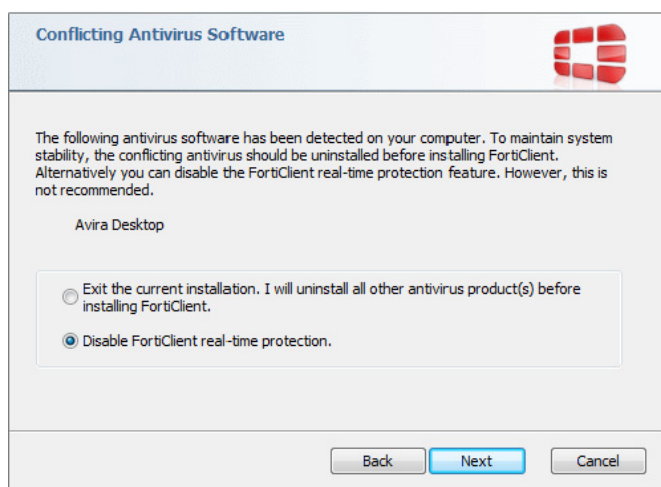 Conflicting Antivirus Software
The following antivirus software has been detected on your computer. To maintain system
stability, the conflicting antivirus should be uninstalled before installing FortiClient.
Alternatively you can disable the FortiClient real-time protection feature. However, this is
not recommended.
Avira Desktop
Exit the current installation. I will uninstall all other antivirus product(s) before
installing FortiClient.
Disable FortiClient real-time protection.
Back Next Cancel